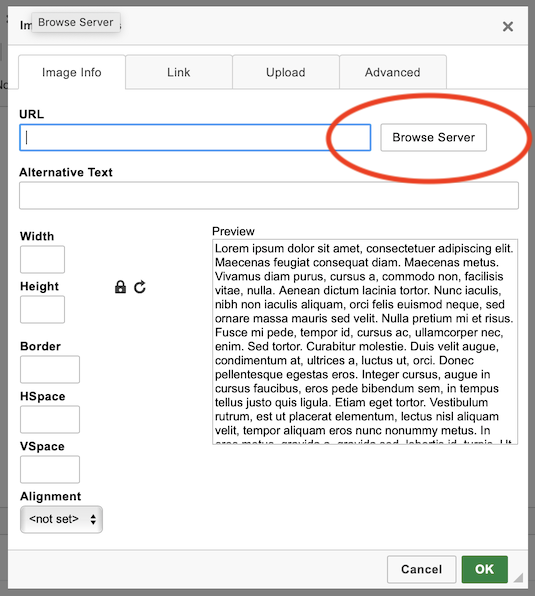 Browse Server
Image Info
Link
Upload
Advanced
URL
Browse Server
Alternative Text
Width
Height
Border
HSpace
VSpace
Alignment
<not set>
Preview
Lorem ipsum dolor sit amet, consectetuer adipiscing elit.
Maecenas feugiat consequat diam. Maecenas metus.
Vivamus diam purus, cursus a, commodo non, facilisis
vitae, nulla. Aenean dictum lacinia tortor. Nunc iaculis,
nibh non iaculis aliquam, orci felis euismod neque, sed
ornare massa mauris sed velit. Nulla pretium mi et risus.
Fusce mi pede, tempor id, cursus ac, ullamcorper nec,
enim. Sed tortor. Curabitur molestie. Duis velit augue,
condimentum at, ultrices a, luctus ut, orci. Donec
pellentesque egestas eros. Integer cursus, augue in
cursus faucibus, eros pede bibendum sem, in tempus
tellus justo quis ligula. Etiam eget tortor. Vestibulum
rutrum, est ut placerat elementum, lectus nisl aliquam
velit, tempor aliquam eros nunc nonummy metus. In
Cancel
OK